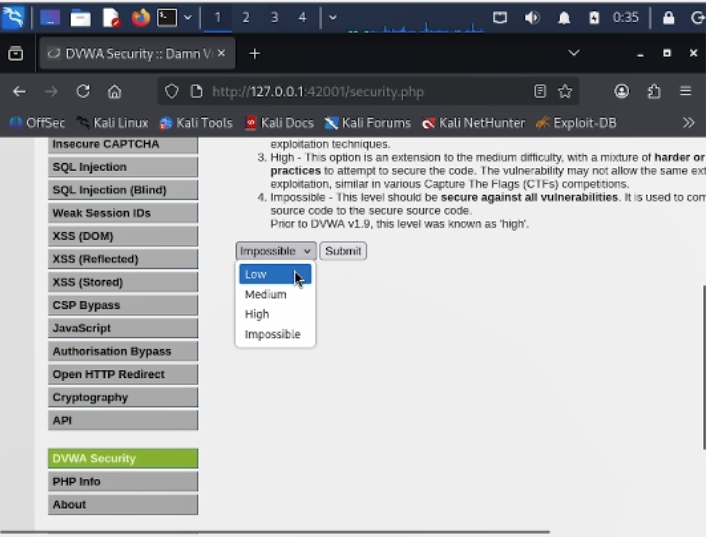 1 2 3 4 0:35
DVWA Security :: Damn V
http://127.0.0.1:42001/security.php
OffSec Kali Linux Kali Tools Kali Docs Kali Forums Kali NetHunter Exploit-DB
Insecure CAPTCHA
SQL Injection
SQL Injection (Blind)
Weak Session IDs
XSS (DOM)
XSS (Reflected)
XSS (Stored)
CSP Bypass
JavaScript
Authorisation Bypass
Open HTTP Redirect
Cryptography
API
DVWA Security
PHP Info
About
exploitation techniques.
3. High - This option is an extension to the medium difficulty, with a mixture of harder or
practices to attempt to secure the code. The vulnerability may not allow the same ext
exploitation, similar in various Capture The Flags (CTFs) competitions.
4. Impossible - This level should be secure against all vulnerabilities. It is used to com
source code to the secure source code.
Prior to DVWA v1.9, this level was known as 'high'.
Impossible Submit
Low
Medium
High
Impossible